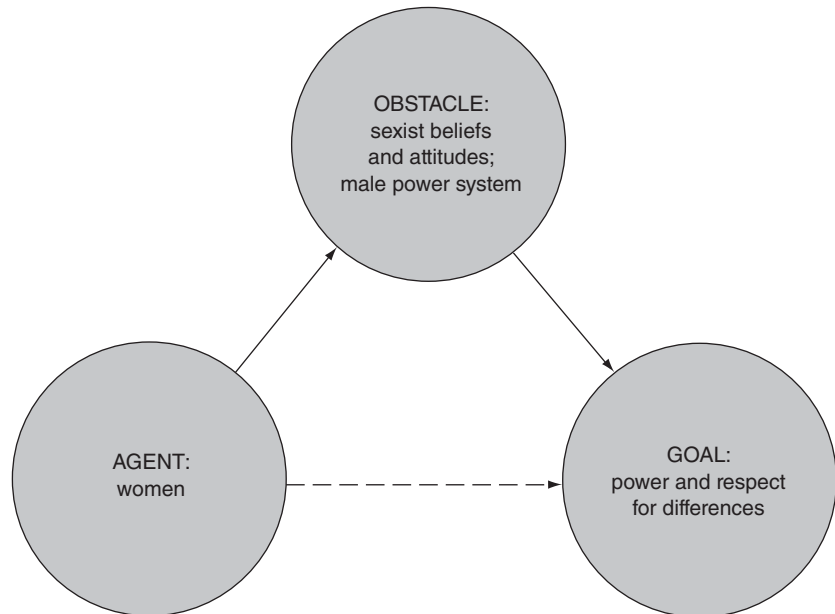 OBSTACLE:
sexist beliefs
and attitudes;
male power system
AGENT:
women
GOAL:
power and respect
for differences